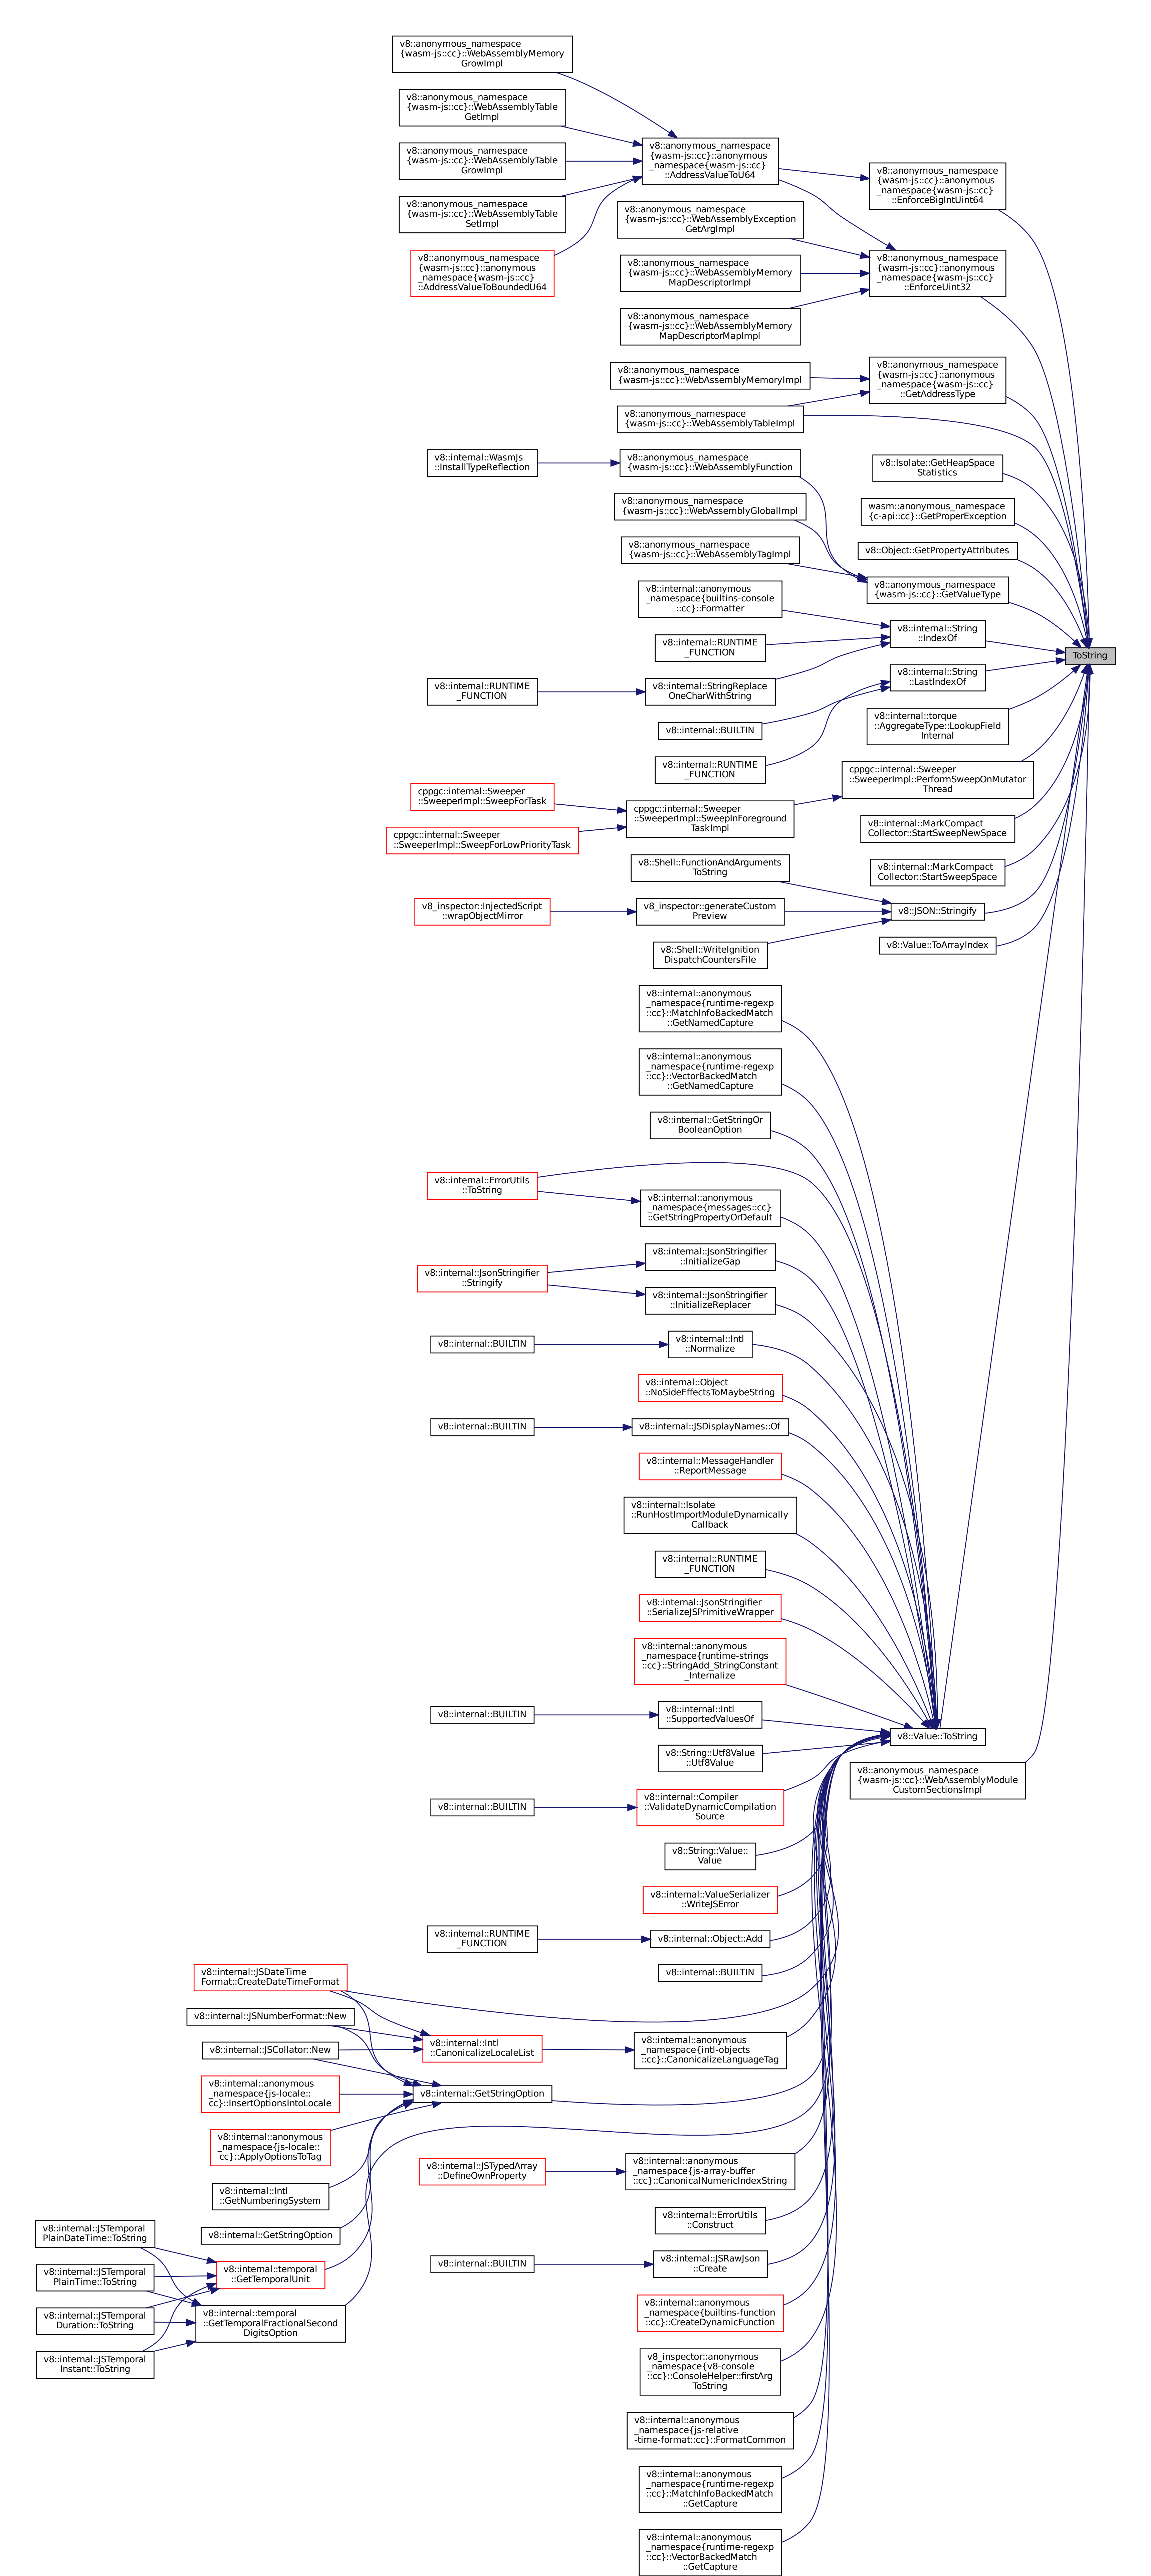 v8::anonymous_namespace
{wasm-js::cc}::WebAssemblyMemory
GrowImpl
v8::anonymous_namespace
{wasm-js::cc}::WebAssemblyTable
GetImpl
v8::anonymous_namespace
{wasm-js::cc}::WebAssemblyTable
GrowImpl
v8::anonymous_namespace
{wasm-js::cc}::WebAssemblyTable
SetImpl
v8::anonymous_namespace
{wasm-js::cc}::anonymous
_namespace{wasm-js::cc}
::AddressValueToBoundedU64
v8::anonymous_namespace
{wasm-js::cc}::anonymous
_namespace{wasm-js::cc}
::AddressValueToU64
v8::anonymous_namespace
{wasm-js::cc}::anonymous
_namespace{wasm-js::cc}
::EnforceBigIntUint64
v8::anonymous_namespace
{wasm-js::cc}::WebAssemblyException
GetArgImpl
v8::anonymous_namespace
{wasm-js::cc}::WebAssemblyMemory
MapDescriptorImpl
v8::anonymous_namespace
{wasm-js::cc}::WebAssemblyMemory
MapDescriptorMapImpl
v8::anonymous_namespace
{wasm-js::cc}::anonymous
_namespace{wasm-js::cc}
::EnforceUint32
v8::anonymous_namespace
{wasm-js::cc}::WebAssemblyMemoryImpl
v8::anonymous_namespace
{wasm-js::cc}::WebAssemblyTableImpl
v8::anonymous_namespace
{wasm-js::cc}::anonymous
_namespace{wasm-js::cc}
::GetAddressType
v8::internal::WasmJs
::InstallTypeReflection
v8::anonymous_namespace
{wasm-js::cc}::WebAssemblyFunction
v8::anonymous_namespace
{wasm-js::cc}::WebAssemblyGlobalImpl
v8::anonymous_namespace
{wasm-js::cc}::WebAssemblyTagImpl
v8::Isolate::GetHeapSpace
Statistics
wasm::anonymous_namespace
{c-api::cc}::GetProperException
v8::Object::GetPropertyAttributes
v8::anonymous_namespace
{wasm-js::cc}::GetValueType
v8::internal::anonymous
_namespace{builtins-console
::cc}::Formatter
v8::internal::RUNTIME
_FUNCTION
v8::internal::RUNTIME
_FUNCTION
v8::internal::StringReplace
OneCharWithString
v8::internal::String
::IndexOf
ToString
v8::internal::String
::LastIndexOf
v8::internal::BUILTIN
v8::internal::RUNTIME
_FUNCTION
v8::internal::torque
::AggregateType::LookupField
Internal
cppgc::internal::Sweeper
::SweeperImpl::SweepForTask
cppgc::internal::Sweeper
::SweeperImpl::SweepForLowPriorityTask
cppgc::internal::Sweeper
::SweeperImpl::SweepInForeground
TaskImpl
cppgc::internal::Sweeper
::SweeperImpl::PerformSweepOnMutator
Thread
v8::internal::MarkCompact
Collector::StartSweepNewSpace
v8::internal::MarkCompact
Collector::StartSweepSpace
v8::Shell::FunctionAndArguments
ToString
v8_inspector::InjectedScript
::wrapObjectMirror
v8_inspector::generateCustom
Preview
v8::Shell::WriteIgnition
DispatchCountersFile
v8::JSON::Stringify
v8::Value::ToArrayIndex
v8::internal::anonymous
_namespace{runtime-regexp
::cc}::MatchInfoBackedMatch
::GetNamedCapture
v8::internal::anonymous
_namespace{runtime-regexp
::cc}::VectorBackedMatch
::GetNamedCapture
v8::internal::GetStringOr
BooleanOption
v8::internal::ErrorUtils
::ToString
v8::internal::anonymous
_namespace{messages::cc}
::GetStringPropertyOrDefault
v8::internal::JsonStringifier
::Stringify
v8::internal::JsonStringifier
::InitializeGap
v8::internal::JsonStringifier
::InitializeReplacer
v8::internal::BUILTIN
v8::internal::Intl
::Normalize
v8::internal::Object
::NoSideEffectsToMaybeString
v8::internal::BUILTIN
v8::internal::JSDisplayNames::Of
v8::internal::MessageHandler
::ReportMessage
v8::internal::Isolate
::RunHostImportModuleDynamically
Callback
v8::internal::RUNTIME
_FUNCTION
v8::internal::JsonStringifier
::SerializeJSPrimitiveWrapper
v8::internal::anonymous
_namespace{runtime-strings
::cc}::StringAdd_StringConstant
_Internalize
v8::internal::BUILTIN
v8::internal::Intl
::SupportedValuesOf
v8::Value::ToString
v8::String::Utf8Value
::Utf8Value
v8::anonymous_namespace
{wasm-js::cc}::WebAssemblyModule
CustomSectionsImpl
v8::internal::BUILTIN
v8::internal::Compiler
::ValidateDynamicCompilation
Source
v8::String::Value::
Value
v8::internal::ValueSerializer
::WriteJSError
v8::internal::RUNTIME
_FUNCTION
v8::internal::Object::Add
v8::internal::BUILTIN
v8::internal::JSDateTime
Format::CreateDateTimeFormat
v8::internal::JSNumberFormat::New
v8::internal::JSCollator::New
v8::internal::Intl
::CanonicalizeLocaleList
v8::internal::anonymous
_namespace{intl-objects
::cc}::CanonicalizeLanguageTag
v8::internal::anonymous
_namespace{js-locale::
cc}::InsertOptionsIntoLocale
v8::internal::GetStringOption
v8::internal::anonymous
_namespace{js-locale::
cc}::ApplyOptionsToTag
v8::internal::Intl
::GetNumberingSystem
v8::internal::GetStringOption
v8::internal::JSTypedArray
::DefineOwnProperty
v8::internal::anonymous
_namespace{js-array-buffer
::cc}::CanonicalNumericIndexString
v8::internal::ErrorUtils
::Construct
v8::internal::JSTemporal
PlainDateTime::ToString
v8::internal::JSTemporal
PlainTime::ToString
v8::internal::JSTemporal
Duration::ToString
v8::internal::JSTemporal
Instant::ToString
v8::internal::temporal
::GetTemporalUnit
v8::internal::temporal
::GetTemporalFractionalSecond
DigitsOption
v8::internal::BUILTIN
v8::internal::JSRawJson
::Create
v8::internal::anonymous
_namespace{builtins-function
::cc}::CreateDynamicFunction
v8_inspector::anonymous
_namespace{v8-console
::cc}::ConsoleHelper::firstArg
ToString
v8::internal::anonymous
_namespace{js-relative
-time-format::cc}::FormatCommon
v8::internal::anonymous
_namespace{runtime-regexp
::cc}::MatchInfoBackedMatch
::GetCapture
v8::internal::anonymous
_namespace{runtime-regexp
::cc}::VectorBackedMatch
::GetCapture